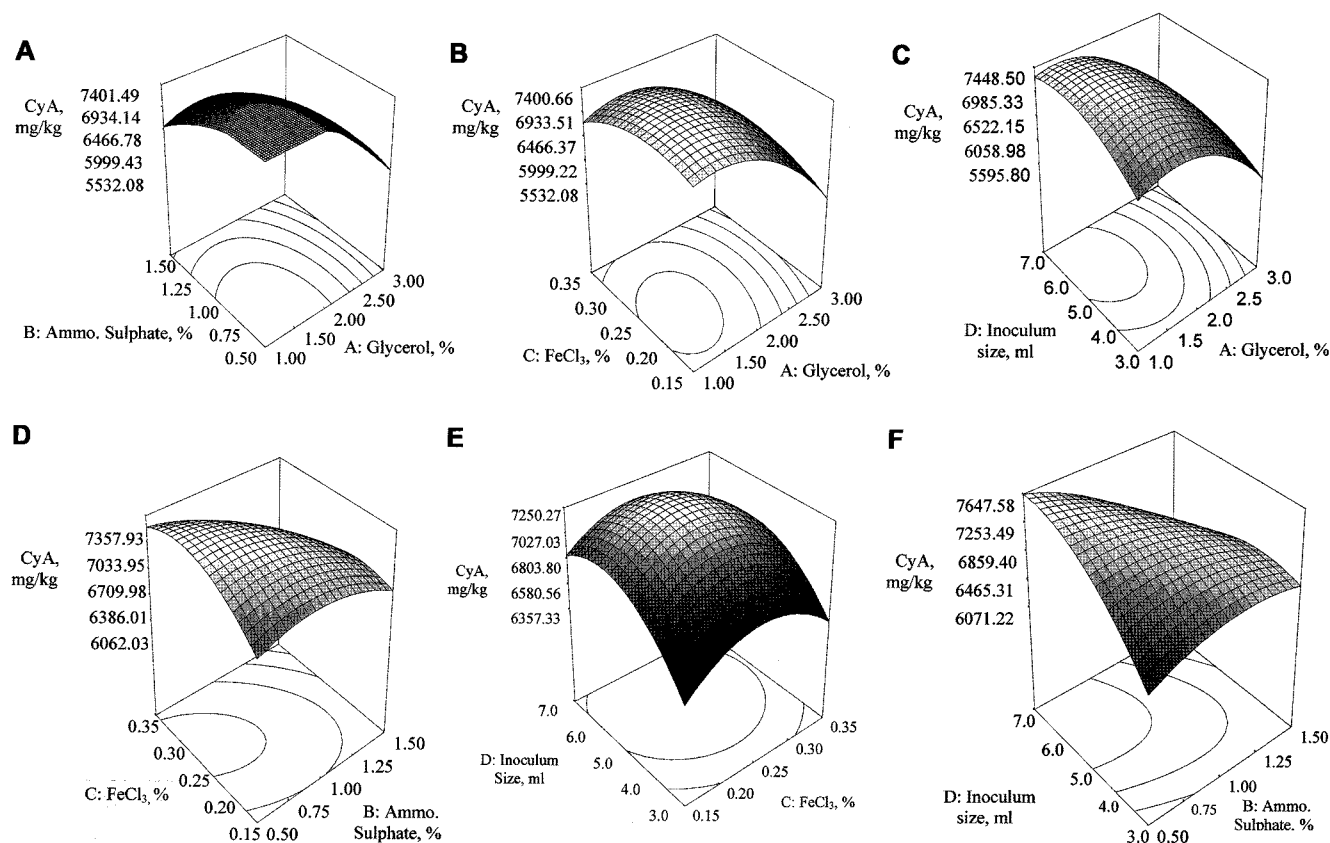 A
CyA,
mg/kg
7401.49
6934.14
6466.78
5999.43
5532.08
1.50
1.25
1.00
0.75
0.50
B: Ammo. Sulphate, %
1.00
1.50
2.00
2.50
3.00
A: Glycerol, %
B
CyA,
mg/kg
7400.66
6933.51
6466.37
5999.22
5532.08
0.35
0.30
0.25
0.20
0.15
C: FeCl₃, %
1.00
1.50
2.00
2.50
3.00
A: Glycerol, %
C
CyA,
mg/kg
7448.50
6985.33
6522.15
6058.98
5595.80
7.0
6.0
5.0
4.0
3.0
D: Inoculum
size, ml
1.0
1.5
2.0
2.5
3.0
A: Glycerol, %
D
CyA,
mg/kg
7357.93
7033.95
6709.98
6386.01
6062.03
0.35
0.30
0.25
0.20
0.15
C: FeCl₃, %
0.50
0.75
1.00
1.25
1.50
B: Ammo.
Sulphate, %
E
CyA,
mg/kg
7250.27
7027.03
6803.80
6580.56
6357.33
7.0
6.0
5.0
4.0
3.0
D: Inoculum
Size, ml
0.15
0.20
0.25
0.30
0.35
C: FeCl₃, %
F
CyA,
mg/kg
7647.58
7253.49
6859.40
6465.31
6071.22
7.0
6.0
5.0
4.0
3.0
D: Inoculum
size, ml
0.50
0.75
1.00
1.25
1.50
B: Ammo.
Sulphate, %